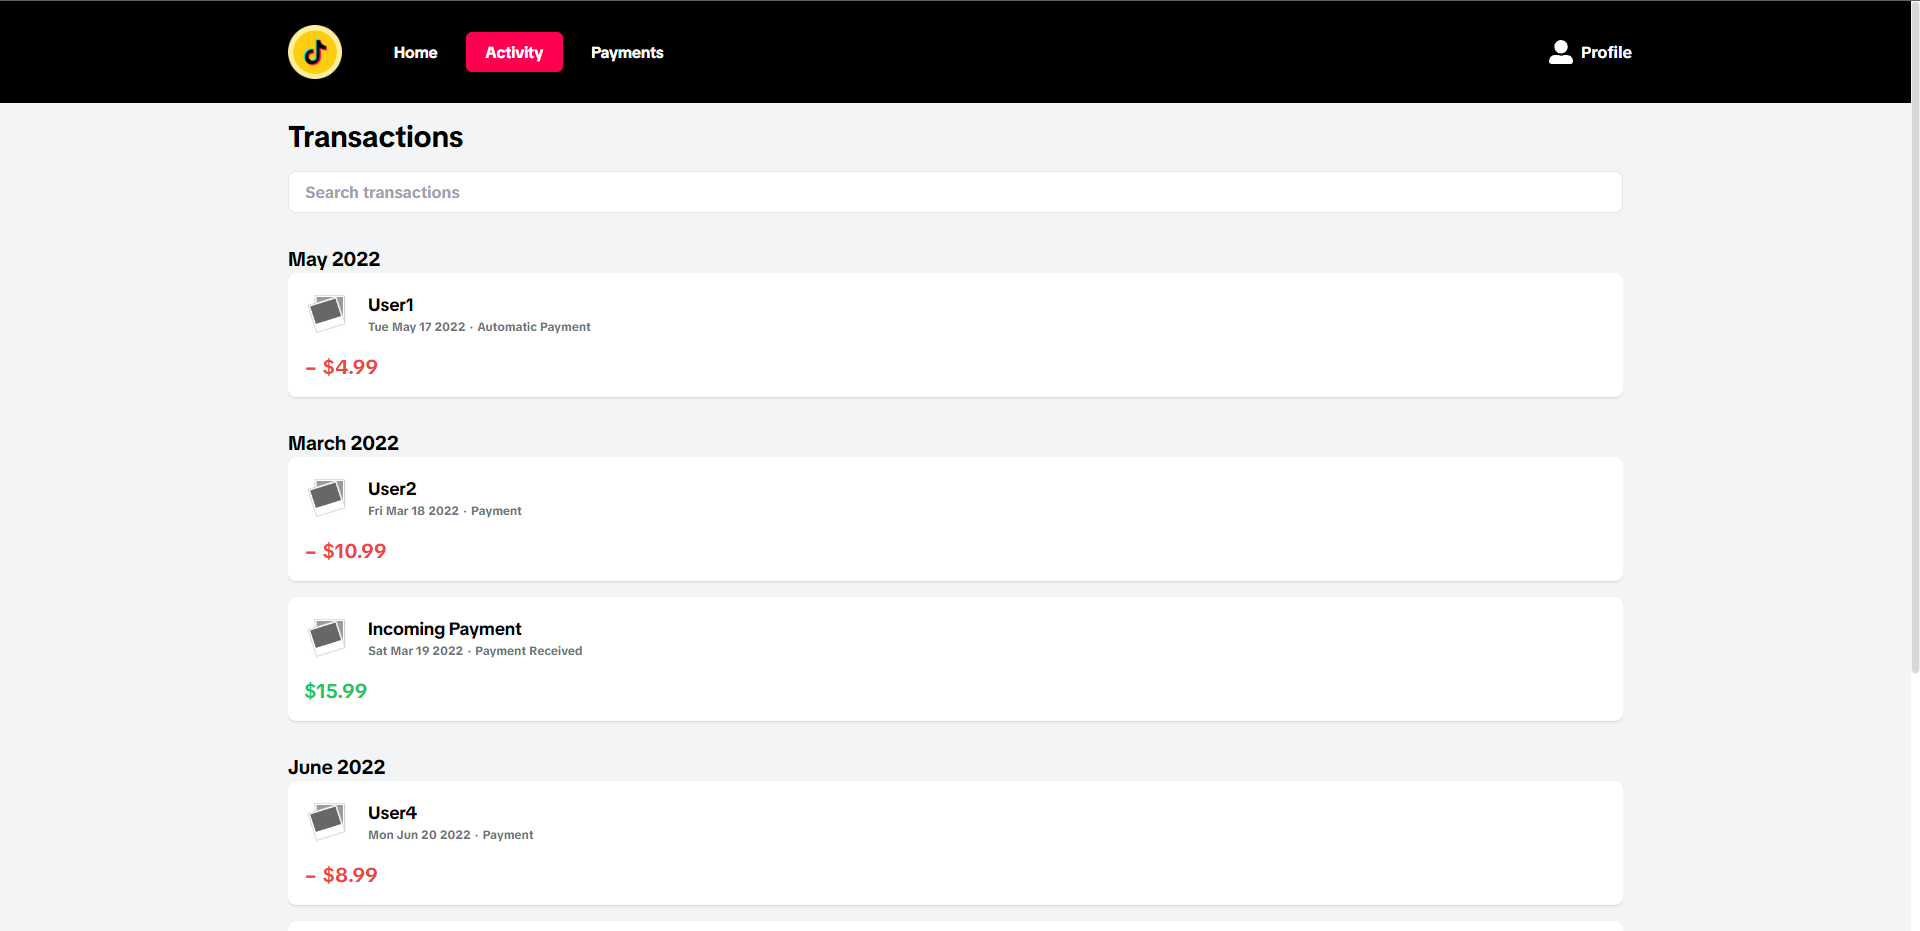 Home Activity Payments Profile
Transactions
Search transactions
May 2022
User1
Tue May 17 2022 · Automatic Payment
– $4.99
March 2022
User2
Fri Mar 18 2022 · Payment
– $10.99
Incoming Payment
Sat Mar 19 2022 · Payment Received
$15.99
June 2022
User4
Mon Jun 20 2022 · Payment
– $8.99